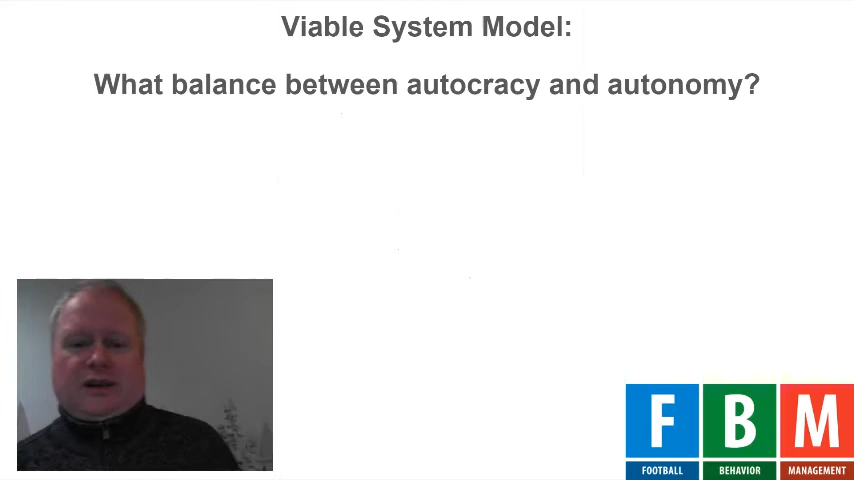 Viable System Model:
What balance between autocracy and autonomy?
F B M
FOOTBALL BEHAVIOR MANAGEMENT